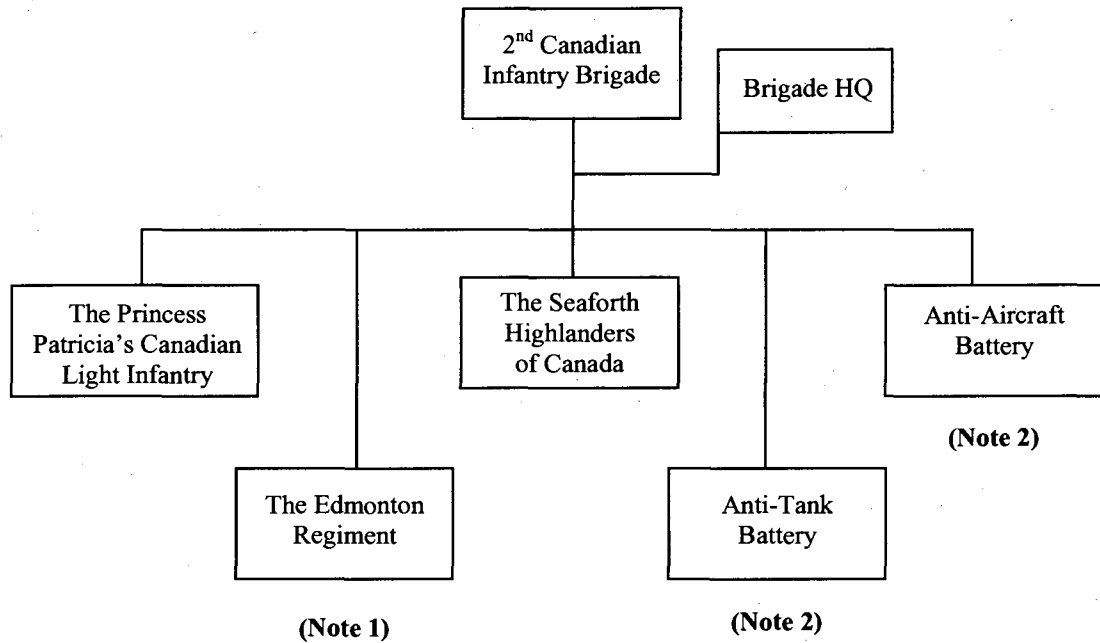 2nd Canadian
Infantry Brigade
Brigade HQ
The Princess
Patricia's Canadian
Light Infantry
The Seaforth
Highlanders
of Canada
Anti-Aircraft
Battery
(Note 2)
The Edmonton
Regiment
(Note 1)
Anti-Tank
Battery
(Note 2)